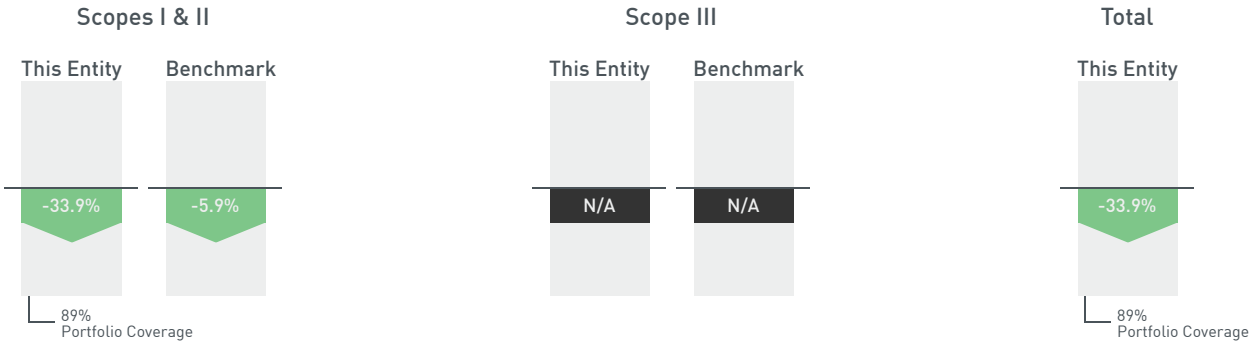 Scopes I & II
This Entity
Benchmark
-33.9%
-5.9%
89%
Portfolio Coverage
Scope III
This Entity
Benchmark
N/A
N/A
Total
This Entity
-33.9%
89%
Portfolio Coverage